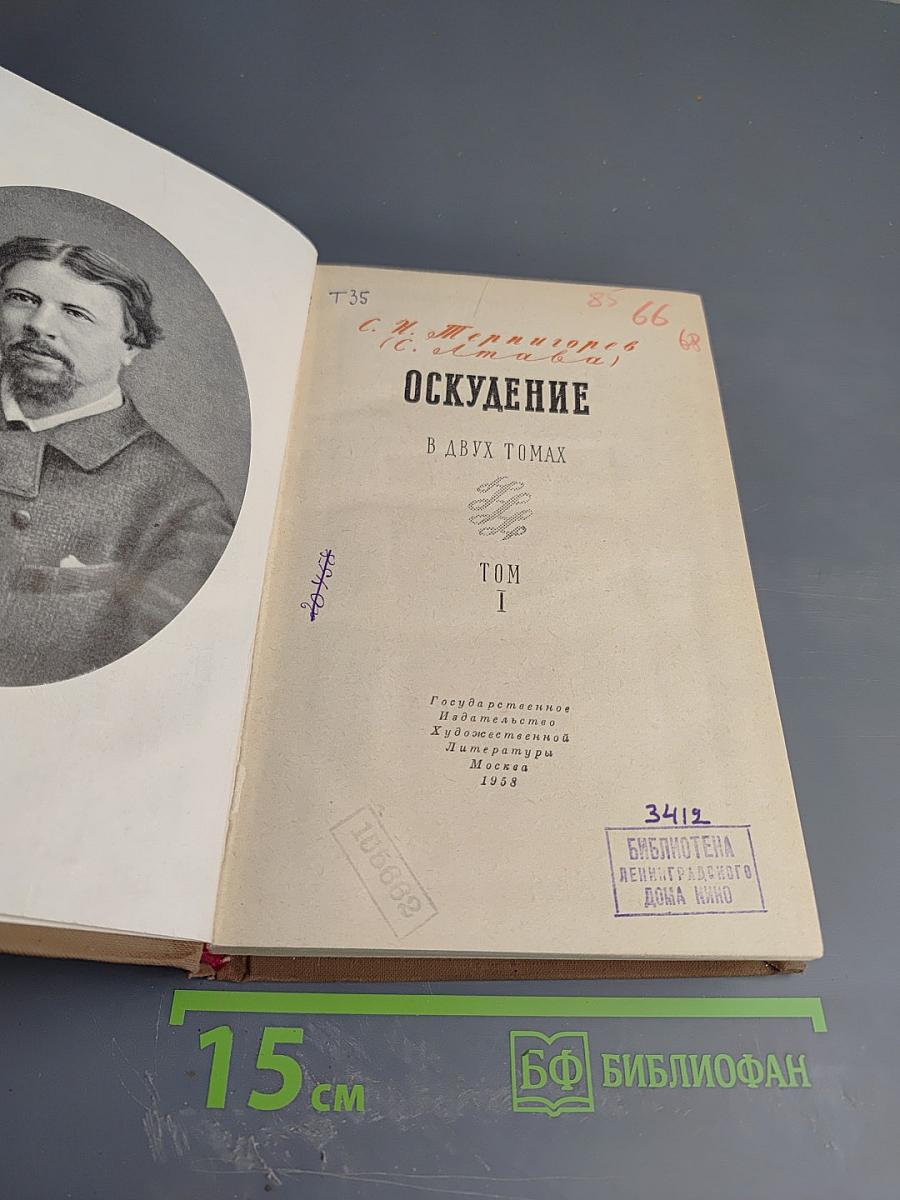 Т35
85
66
68
С. Н. Терпигорев
(С. Атава)
ОСКУДЕНИЕ
В ДВУХ ТОМАХ
ТОМ
I
Государственное
Издательство
Художественной
Литературы
Москва
1958
106662
3412
БИБЛИОТЕКА
ЛЕНИНГРАДСКОГО
ДОМА КИНО
15 см
БФ БИБЛИОФАН